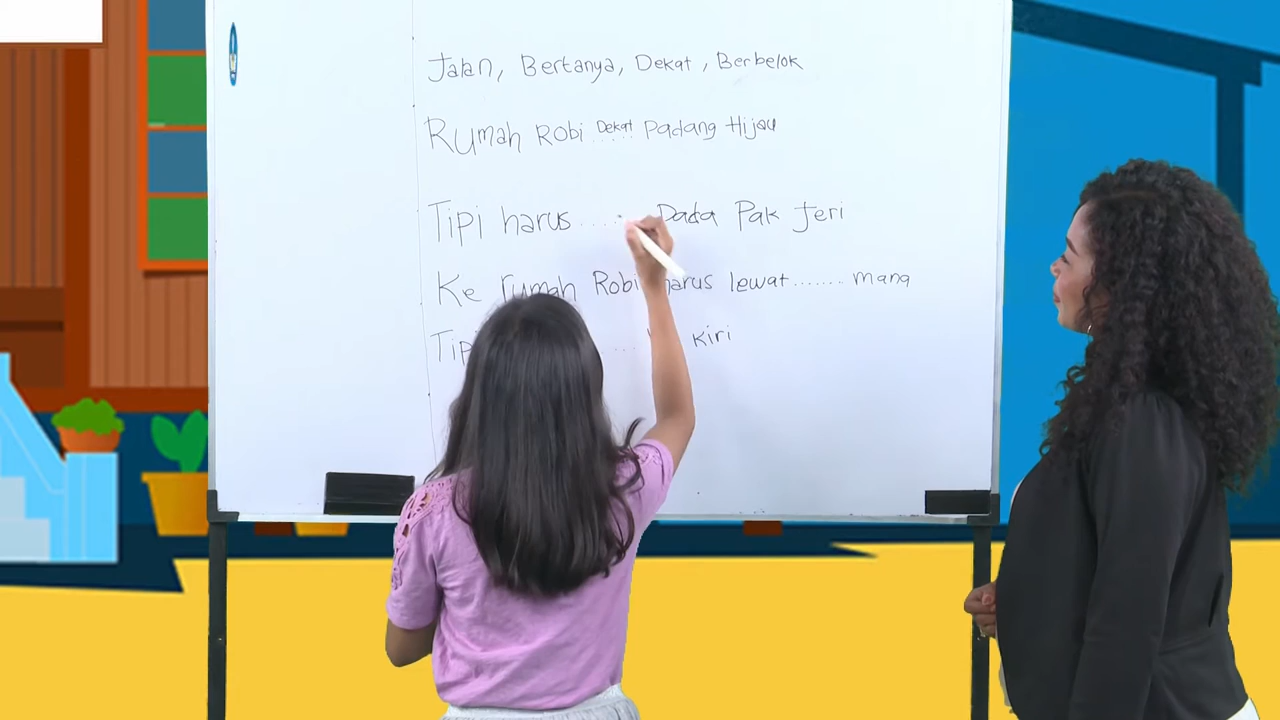 Jalan, Bertanya, Dekat, Berbelok
Rumah Robi Dekat Padang Hijau
Tipi harus ...... Pada Pak Jeri
Ke rumah Robi harus lewat ....... mana
Tipi ... kiri